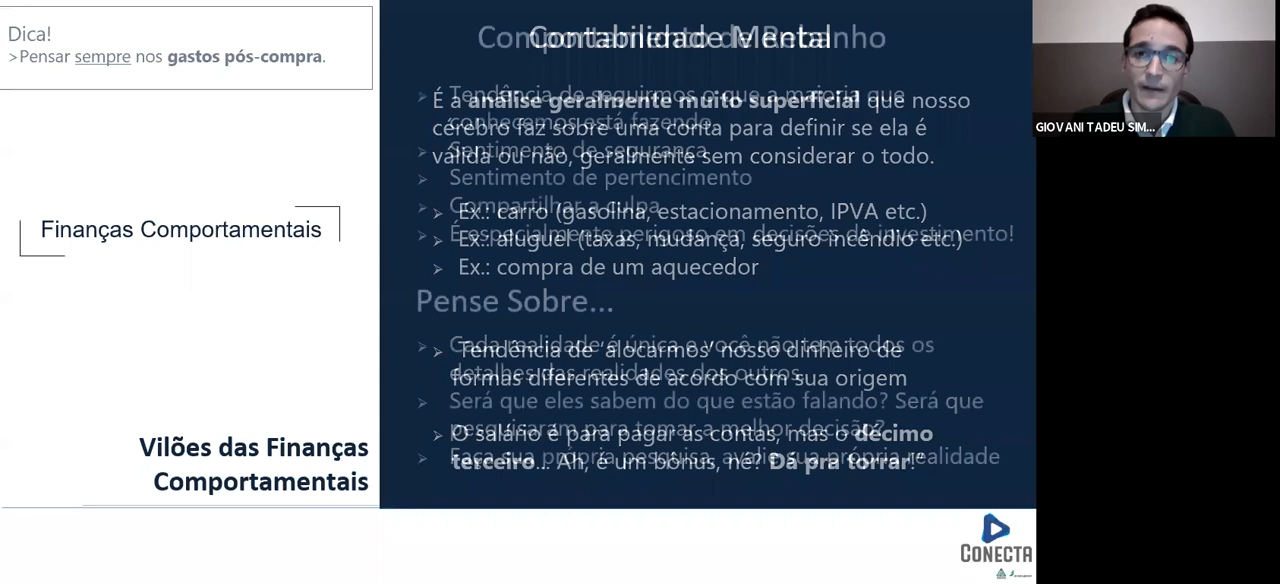 Dica!
>Pensar sempre nos gastos pós-compra.
Finanças Comportamentais
Vilões das Finanças
Comportamentais
Contabilidade Mental
Comportamento de Rebanho
É a análise geralmente muito superficial que nosso
cérebro faz sobre uma conta para definir se ela é
válida ou não, geralmente sem considerar o todo.
➢ Ex.: carro (gasolina, estacionamento, IPVA etc.)
➢ Ex.: aluguel (taxas, mudança, seguro incêndio etc.)
➢ Ex.: compra de um aquecedor
➢ Tendência de ‘alocarmos’ nosso dinheiro de
formas diferentes de acordo com sua origem
➢ O salário é para pagar as contas, mas o décimo
terceiro... Ah, é um bônus, né? Dá pra torrar!”
➢ Tendência de seguirmos o que a maioria que
conhecemos está fazendo
➢ Sentimento de segurança
➢ Sentimento de pertencimento
➢ Compartilhar a culpa
➢ É especialmente perigoso em decisões de investimento!
Pense Sobre...
➢ Cada realidade é única e você não tem todos os
detalhes das realidades dos outros
➢ Será que eles sabem do que estão falando? Será que
pesquisaram para tomar a melhor decisão?
➢ Faça sua própria pesquisa, avalie sua própria realidade
GIOVANI TADEU SIM...
CONECTA